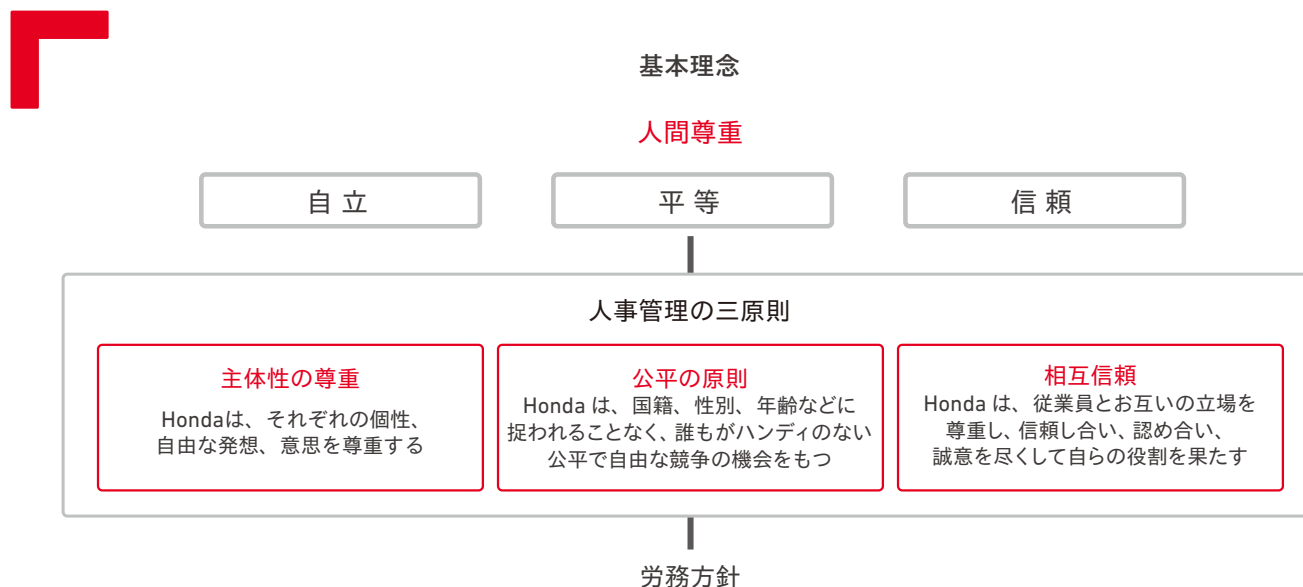 基本理念
人間尊重
自立
平等
信頼
人事管理の三原則
主体性の尊重
Hondaは、それぞれの個性、
自由な発想、意思を尊重する
公平の原則
Honda は、国籍、性別、年齢などに
捉われることなく、誰もがハンディのない
公平で自由な競争の機会をもつ
相互信頼
Honda は、従業員とお互いの立場を
尊重し、信頼し合い、認め合い、
誠意を尽くして自らの役割を果たす
労務方針